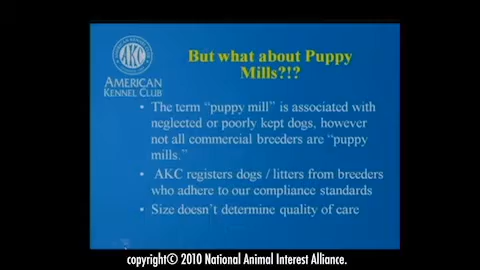 But what about Puppy
Mills?!?
AKC
AMERICAN
KENNEL CLUB
• The term “puppy mill” is associated with
neglected or poorly kept dogs, however
not all commercial breeders are “puppy
mills.”
• AKC registers dogs / litters from breeders
who adhere to our compliance standards
• Size doesn’t determine quality of care
copyright© 2010 National Animal Interest Alliance.